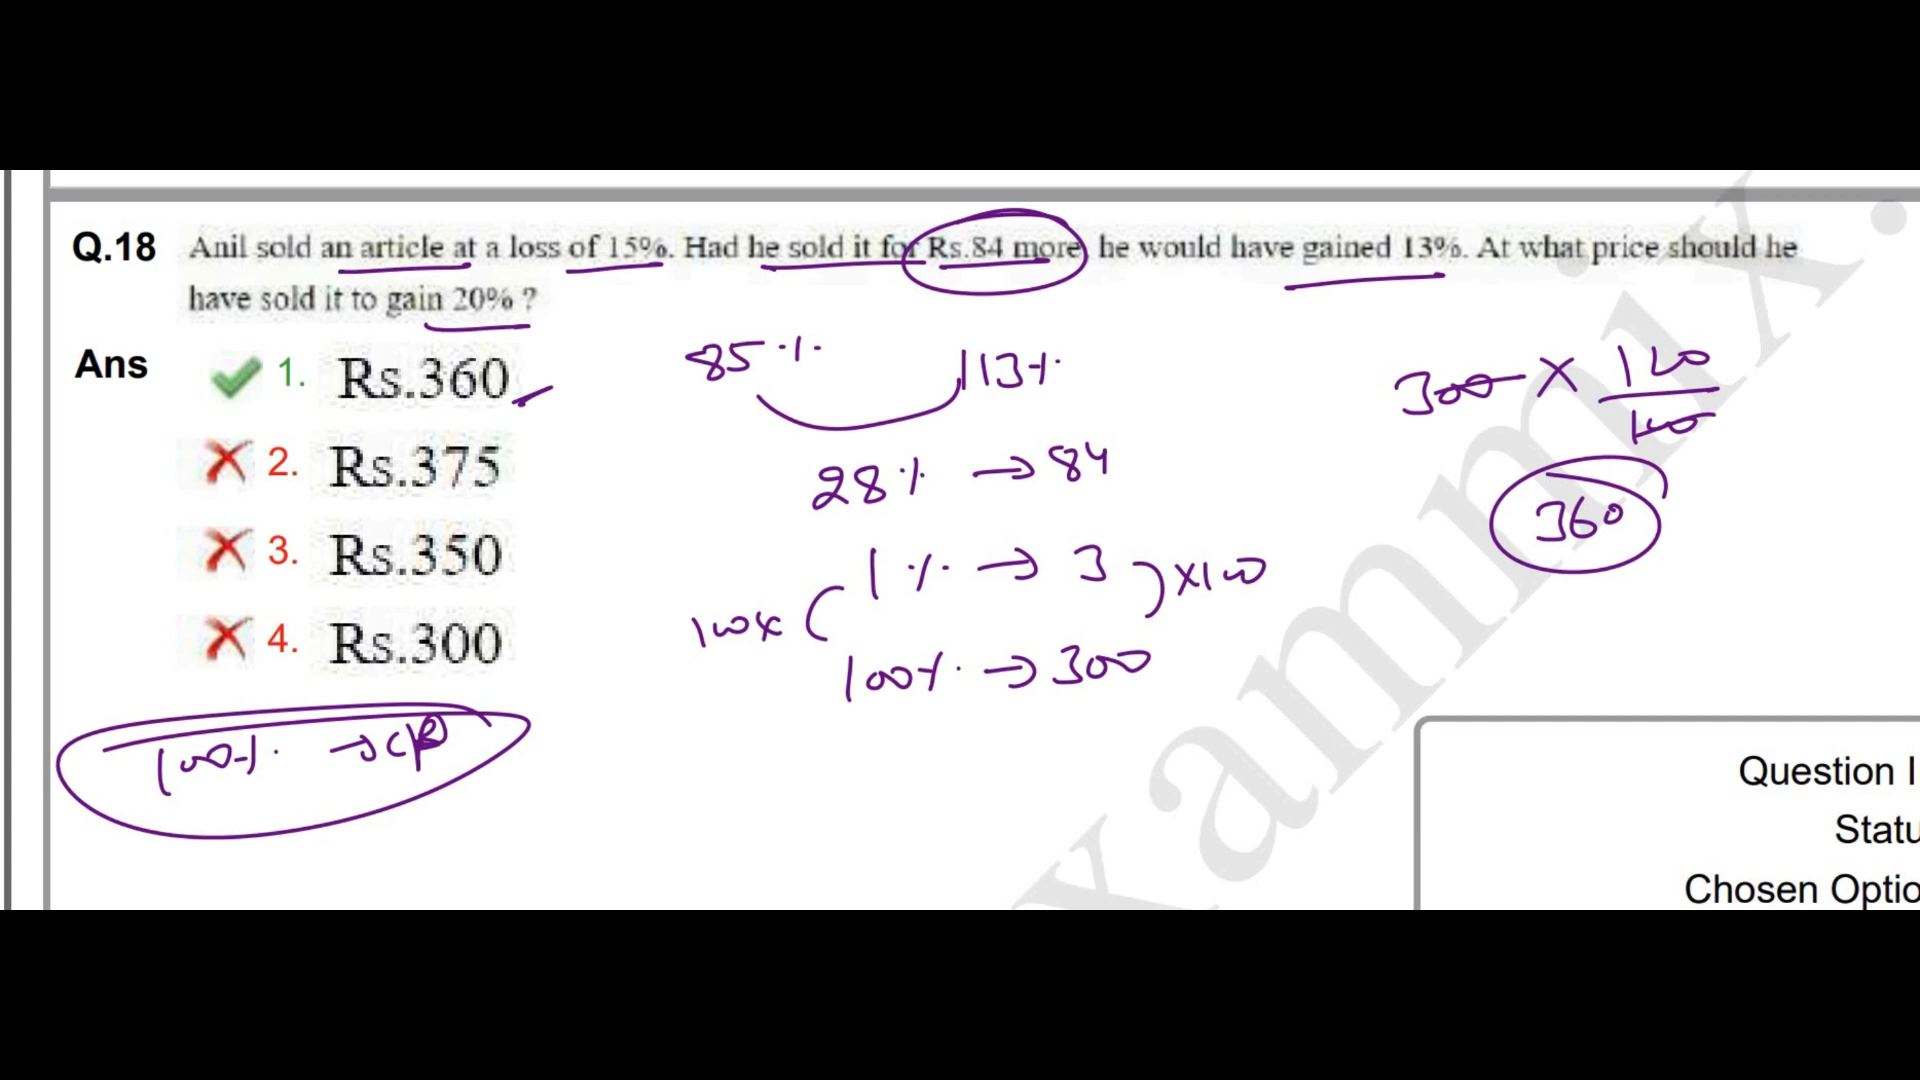 Q.18 Anil sold an article at a loss of 15%. Had he sold it for Rs.84 more, he would have gained 13%. At what price should he
have sold it to gain 20% ?
Ans 1. Rs.360
2. Rs.375
3. Rs.350
4. Rs.300
85% 113%
28% → 84
1% → 3 ×100
100×
100% → 300
300 × 120
100
360
100% → CP
Question I
Statu
Chosen Optio
xammix.